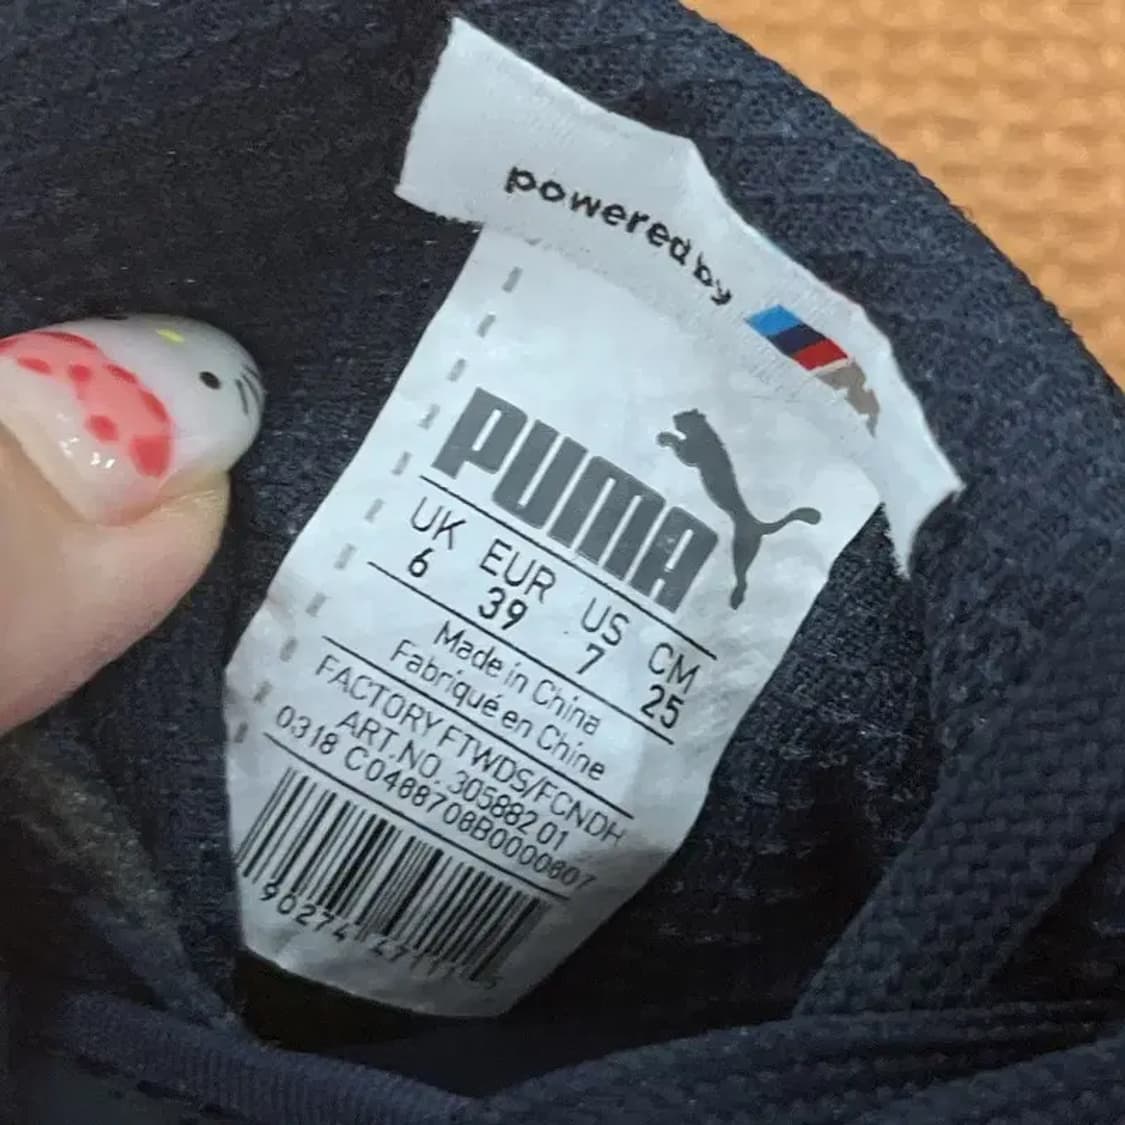 powered by
PUMA
UK EUR US CM
6 39 7 25
Made in China
Fabriqué en Chine
FACTORY FTWDS/FCNDH
ART.NO. 305882 01
0318